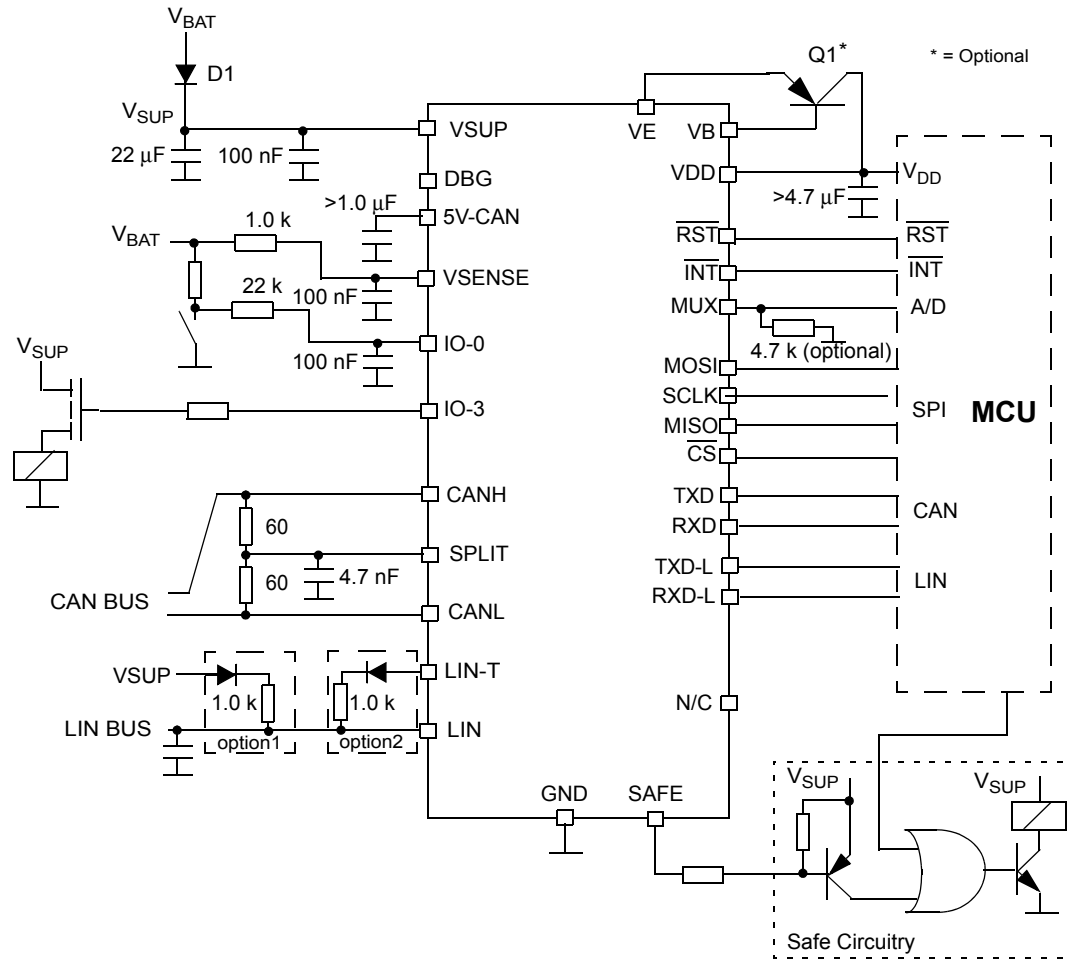 V_BAT
Q1*
* = Optional
D1
V_SUP
22 μF
100 nF
VSUP
VE
VB
DBG
VDD
V_DD
>4.7 μF
>1.0 μF
5V-CAN
V_BAT
1.0 k
RST
RST
VSENSE
INT
INT
100 nF
22 k
MUX
A/D
4.7 k (optional)
IO-0
100 nF
V_SUP
MOSI
SCLK
SPI
MCU
IO-3
MISO
CS
CANH
TXD
CAN
60
RXD
SPLIT
4.7 nF
TXD-L
LIN
60
RXD-L
CAN BUS
CANL
VSUP
LIN-T
1.0 k
1.0 k
N/C
LIN BUS
LIN
option1
option2
GND
SAFE
V_SUP
V_SUP
Safe Circuitry